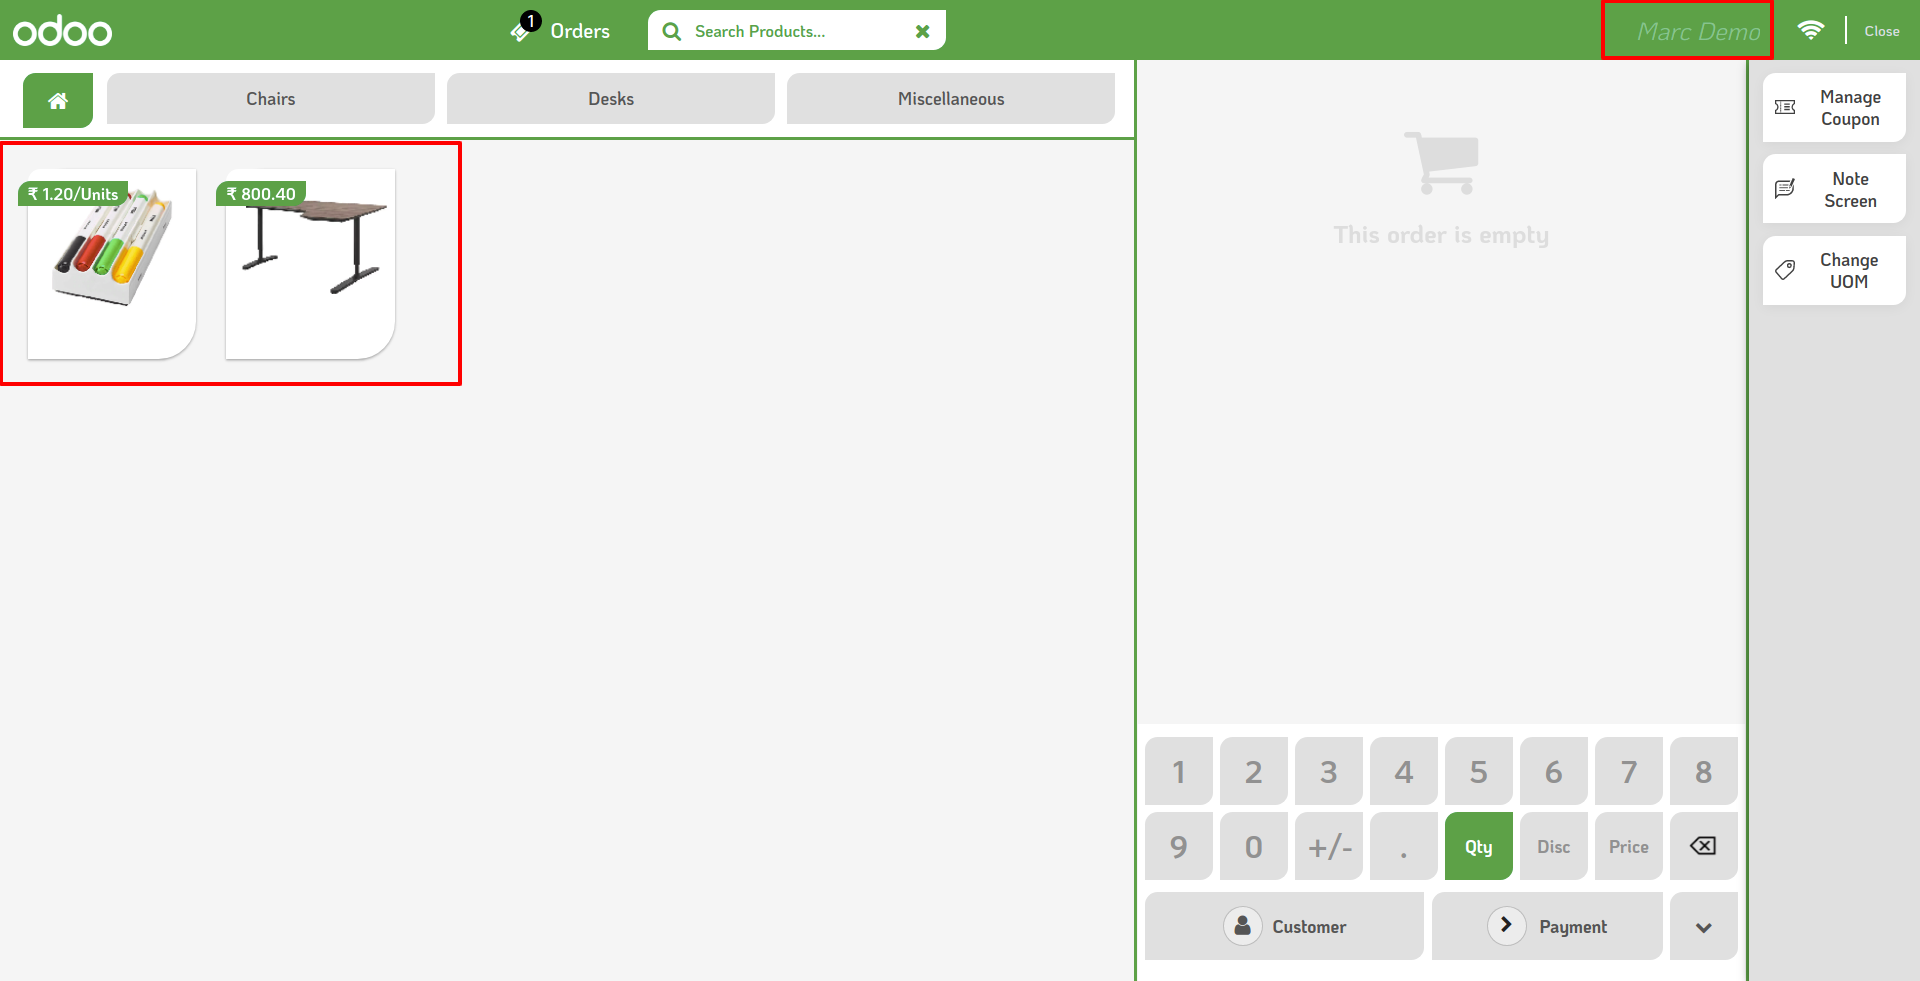 odoo
1
Orders
Search Products...
Marc Demo
Close
Chairs
Desks
Miscellaneous
₹ 1.20/Units
₹ 800.40
This order is empty
Manage
Coupon
Note
Screen
Change
UOM
1 2 3 4 5 6 7 8
9 0 +/- . Qty Disc Price
Customer
Payment